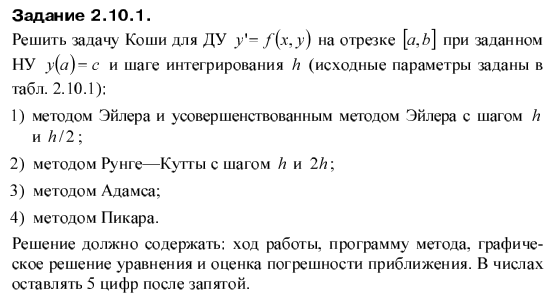 Задание 2.10.1.
Решить задачу Коши для ДУ y'= f(x, y) на отрезке [a,b] при заданном
НУ y(a)= c и шаге интегрирования h (исходные параметры заданы в
табл. 2.10.1):
1) методом Эйлера и усовершенствованным методом Эйлера с шагом h
и h/2 ;
2) методом Рунге—Кутты с шагом h и 2h;
3) методом Адамса;
4) методом Пикара.
Решение должно содержать: ход работы, программу метода, графиче-
ское решение уравнения и оценка погрешности приближения. В числах
оставлять 5 цифр после запятой.